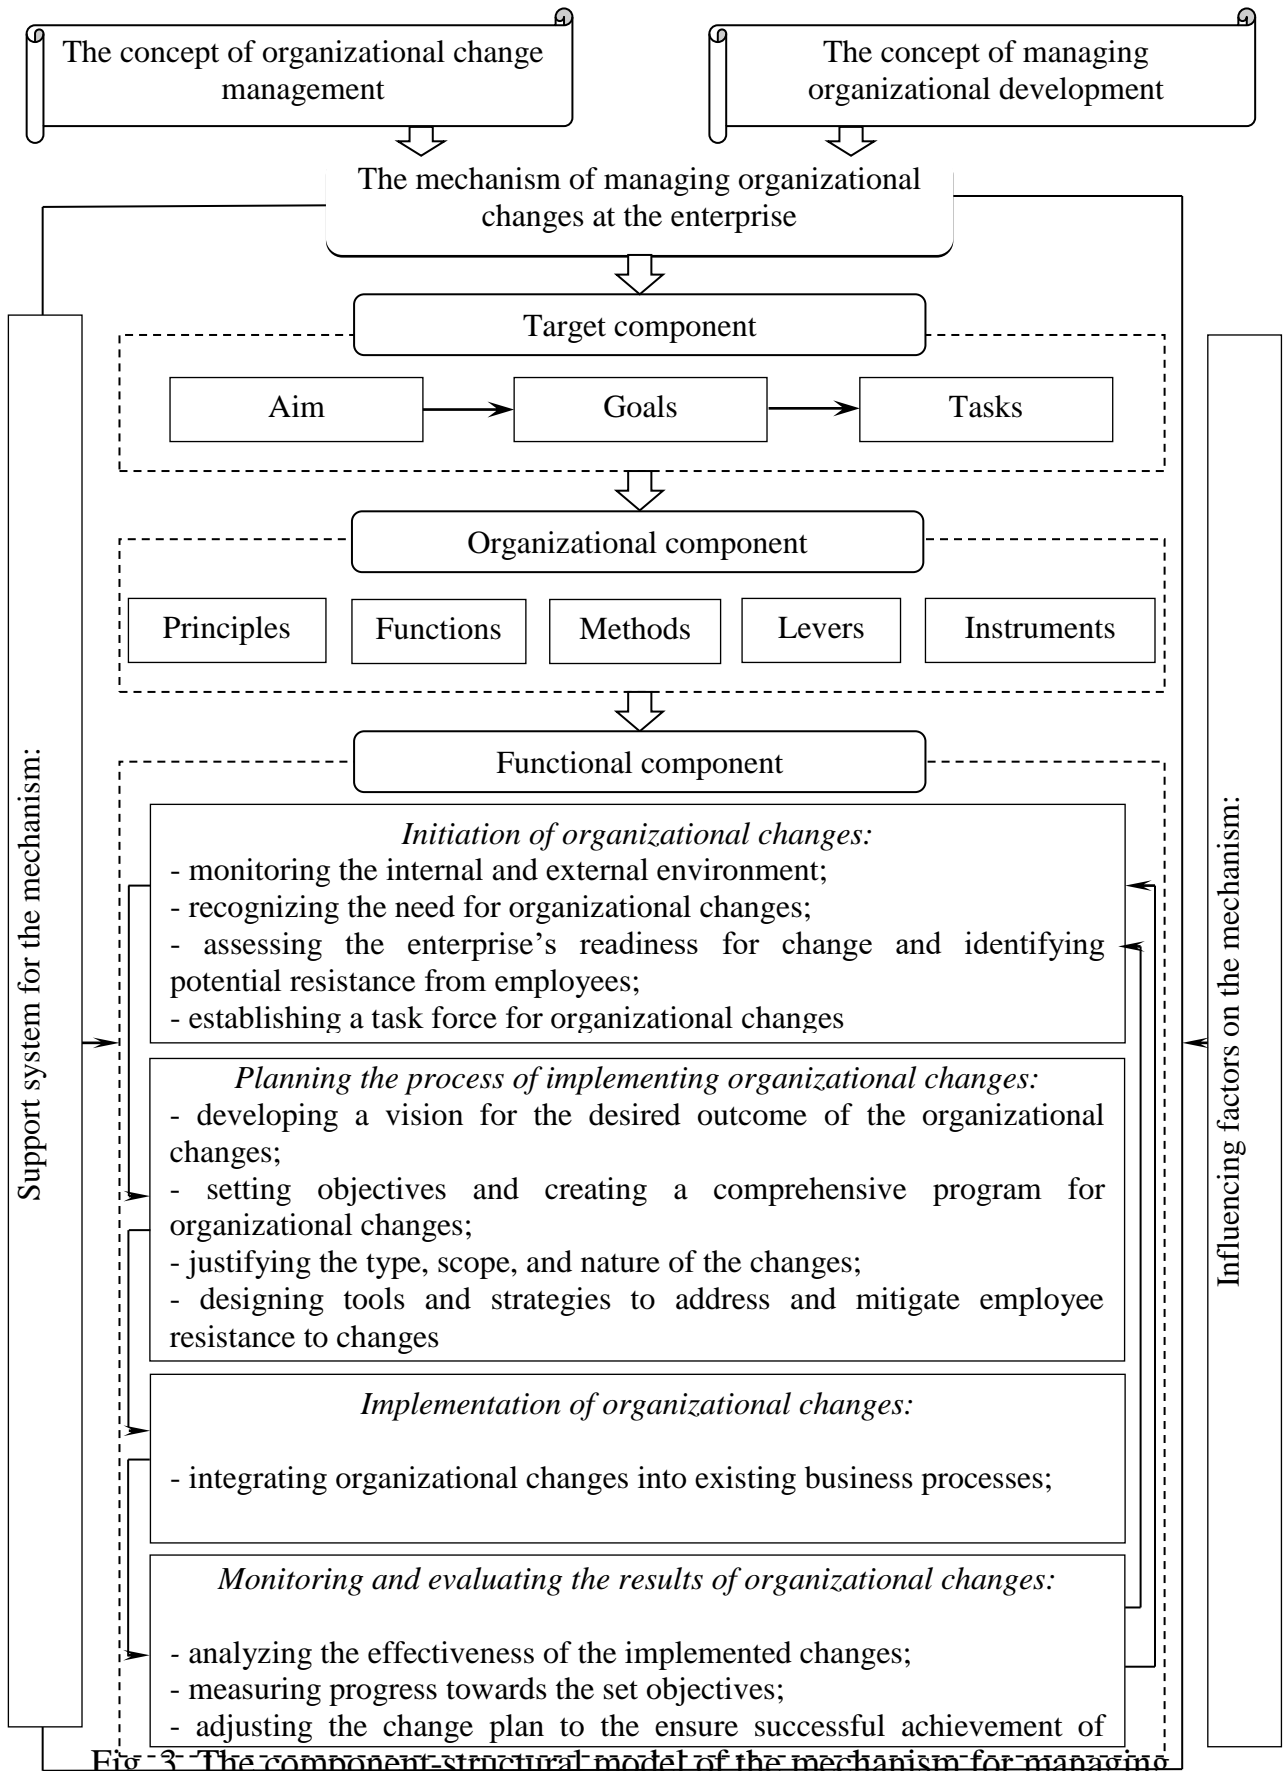 The concept of organizational change
management
The concept of managing
organizational development
The mechanism of managing organizational
changes at the enterprise
Target component
Aim
Goals
Tasks
Organizational component
Principles
Functions
Methods
Levers
Instruments
Functional component
Support system for the mechanism:
Initiation of organizational changes:
- monitoring the internal and external environment;
- recognizing the need for organizational changes;
- assessing the enterprise’s readiness for change and identifying
potential resistance from employees;
- establishing a task force for organizational changes
Planning the process of implementing organizational changes:
- developing a vision for the desired outcome of the organizational
changes;
- setting objectives and creating a comprehensive program for
organizational changes;
- justifying the type, scope, and nature of the changes;
- designing tools and strategies to address and mitigate employee
resistance to changes
Implementation of organizational changes:
- integrating organizational changes into existing business processes;
Monitoring and evaluating the results of organizational changes:
- analyzing the effectiveness of the implemented changes;
- measuring progress towards the set objectives;
- adjusting the change plan to the ensure successful achievement of
Influencing factors on the mechanism:
Fig. 3. The component-structural model of the mechanism for managing